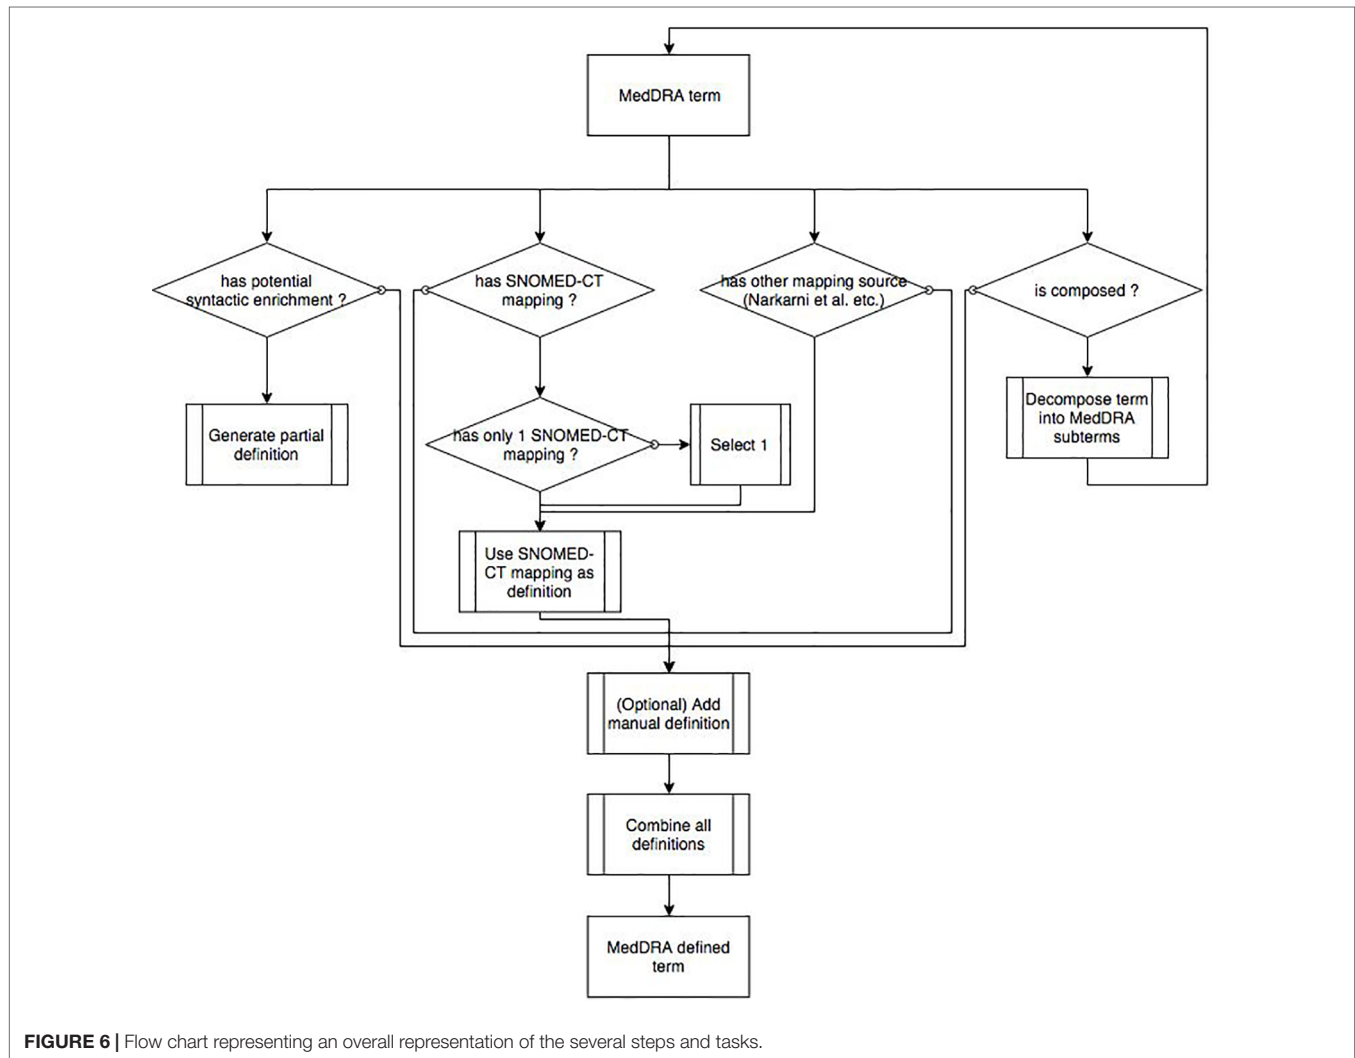 MedDRA term
has potential
syntactic enrichment ?
has SNOMED-CT
mapping ?
has other mapping source
(Narkarni et al. etc.)
is composed ?
Generate partial
definition
has only 1 SNOMED-CT
mapping ?
Select 1
Decompose term
into MedDRA
subterms
Use SNOMED-
CT mapping as
definition
(Optional) Add
manual definition
Combine all
definitions
MedDRA defined
term
FIGURE 6 | Flow chart representing an overall representation of the several steps and tasks.